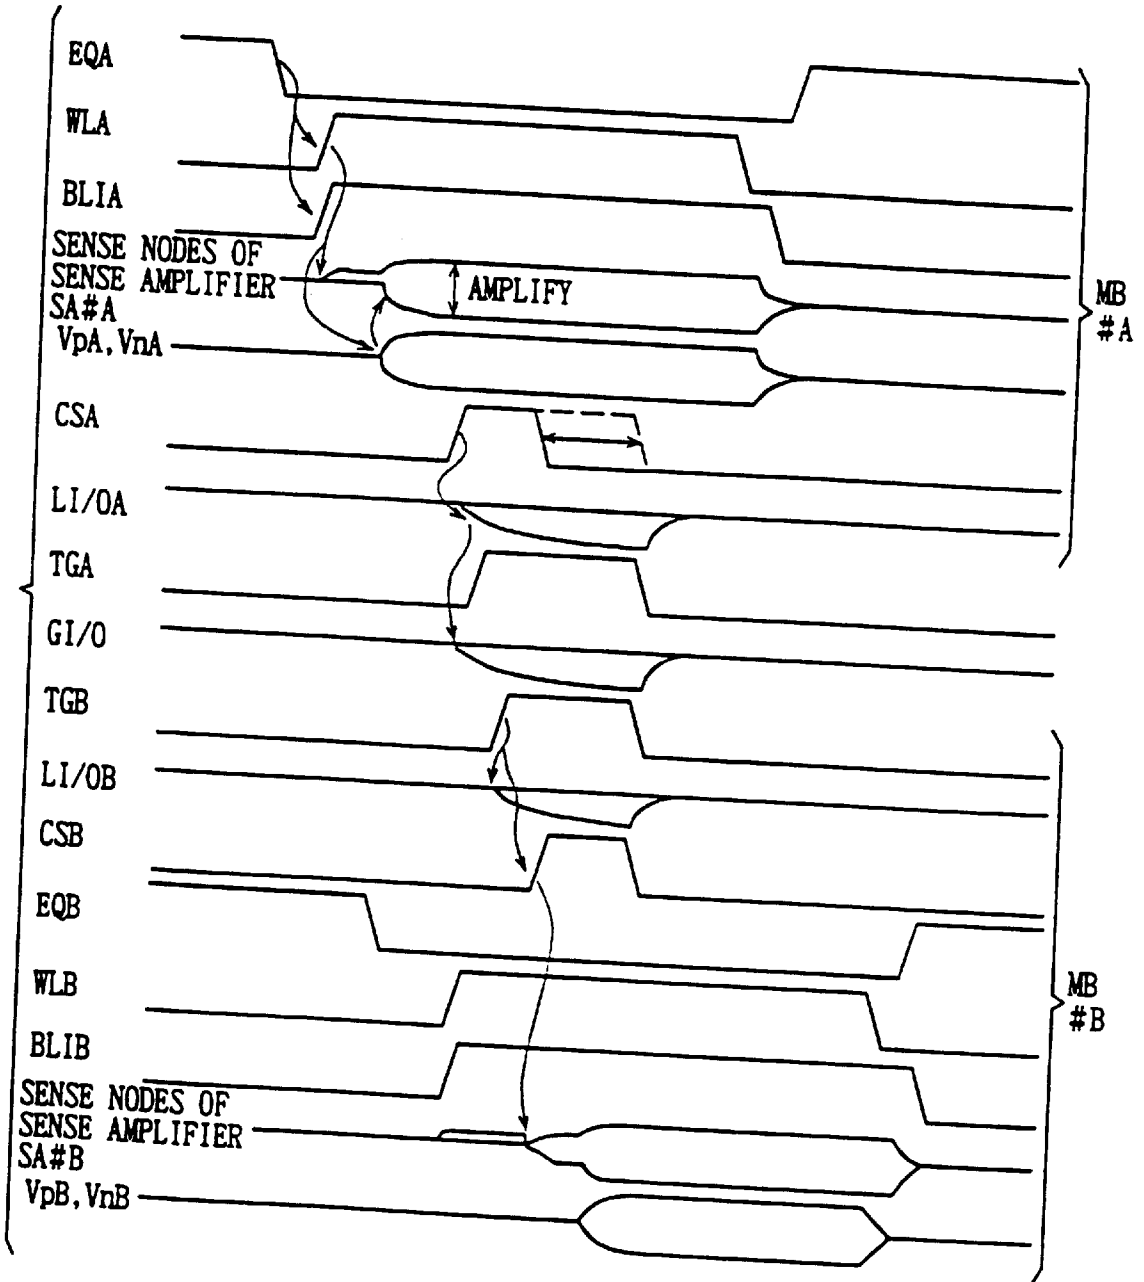 EQA
WLA
BLIA
SENSE NODES OF
SENSE AMPLIFIER
SA#A
AMPLIFY
VpA, VnA
CSA
LI/OA
TGA
GI/O
TGB
LI/OB
CSB
EQB
WLB
BLIB
SENSE NODES OF
SENSE AMPLIFIER
SA#B
VpB, VnB
MB
#A
MB
#B